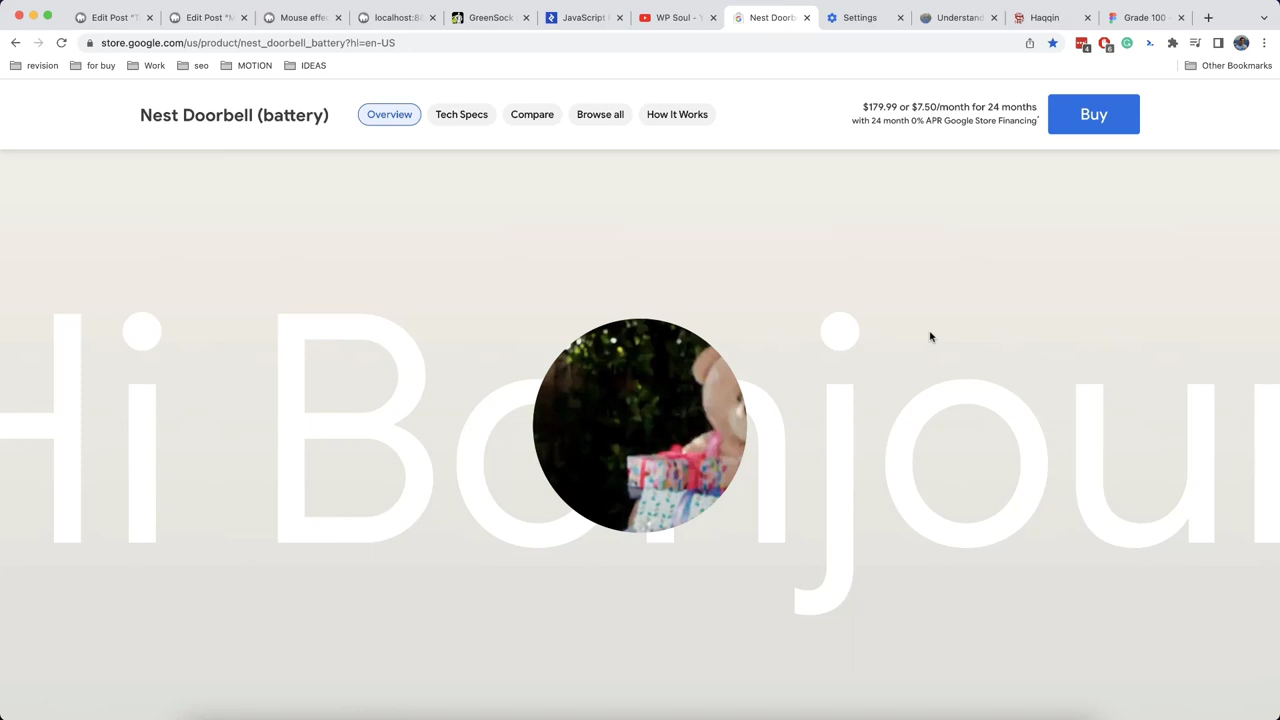 Edit Post "T
Edit Post "M
Mouse effe
localhost:88
GreenSock
JavaScript
WP Soul - 
Nest Doorb
Settings
Understand
Haqqin
Grade 100 -
store.google.com/us/product/nest_doorbell_battery?hl=en-US
4
6
revision
for buy
Work
seo
MOTION
IDEAS
Other Bookmarks
Nest Doorbell (battery)
Overview
Tech Specs
Compare
Browse all
How It Works
$179.99 or $7.50/month for 24 months
with 24 month 0% APR Google Store Financing*
Buy
Hi Bonjour